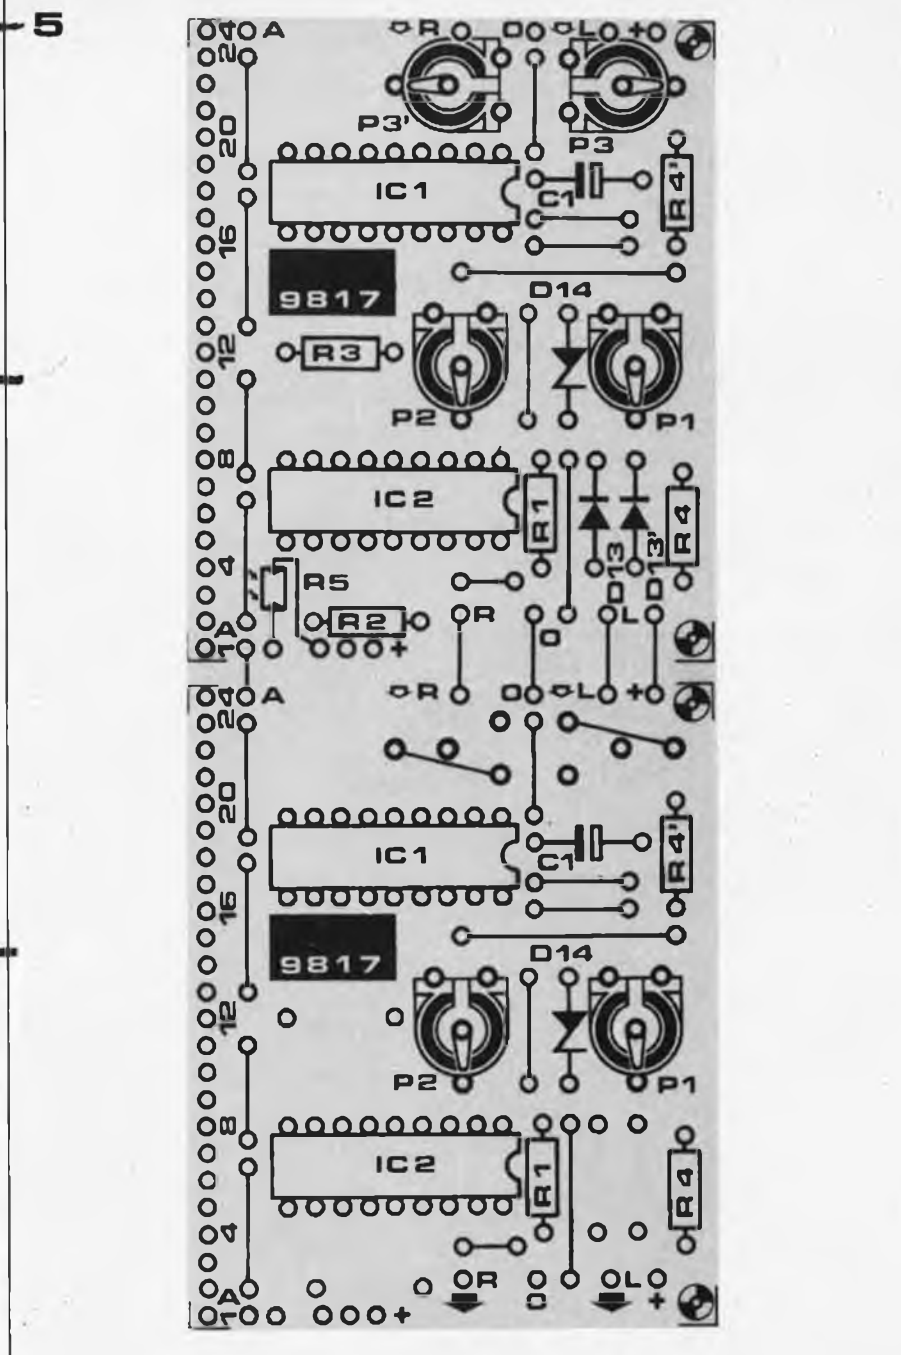 5
24 A R 0 L +
P3' P3
20
IC1 C1 R4'
16
9817
D14
12 R3
P2 P1
8
IC2 R1 D13 D13' R4
4 R5
R2
A R 0 L
1 +
24 A R 0 L +
20
IC1 C1 R4'
16
9817
D14
12
P2 P1
8
IC2 R1 R4
4
A R 0 L
1 + +